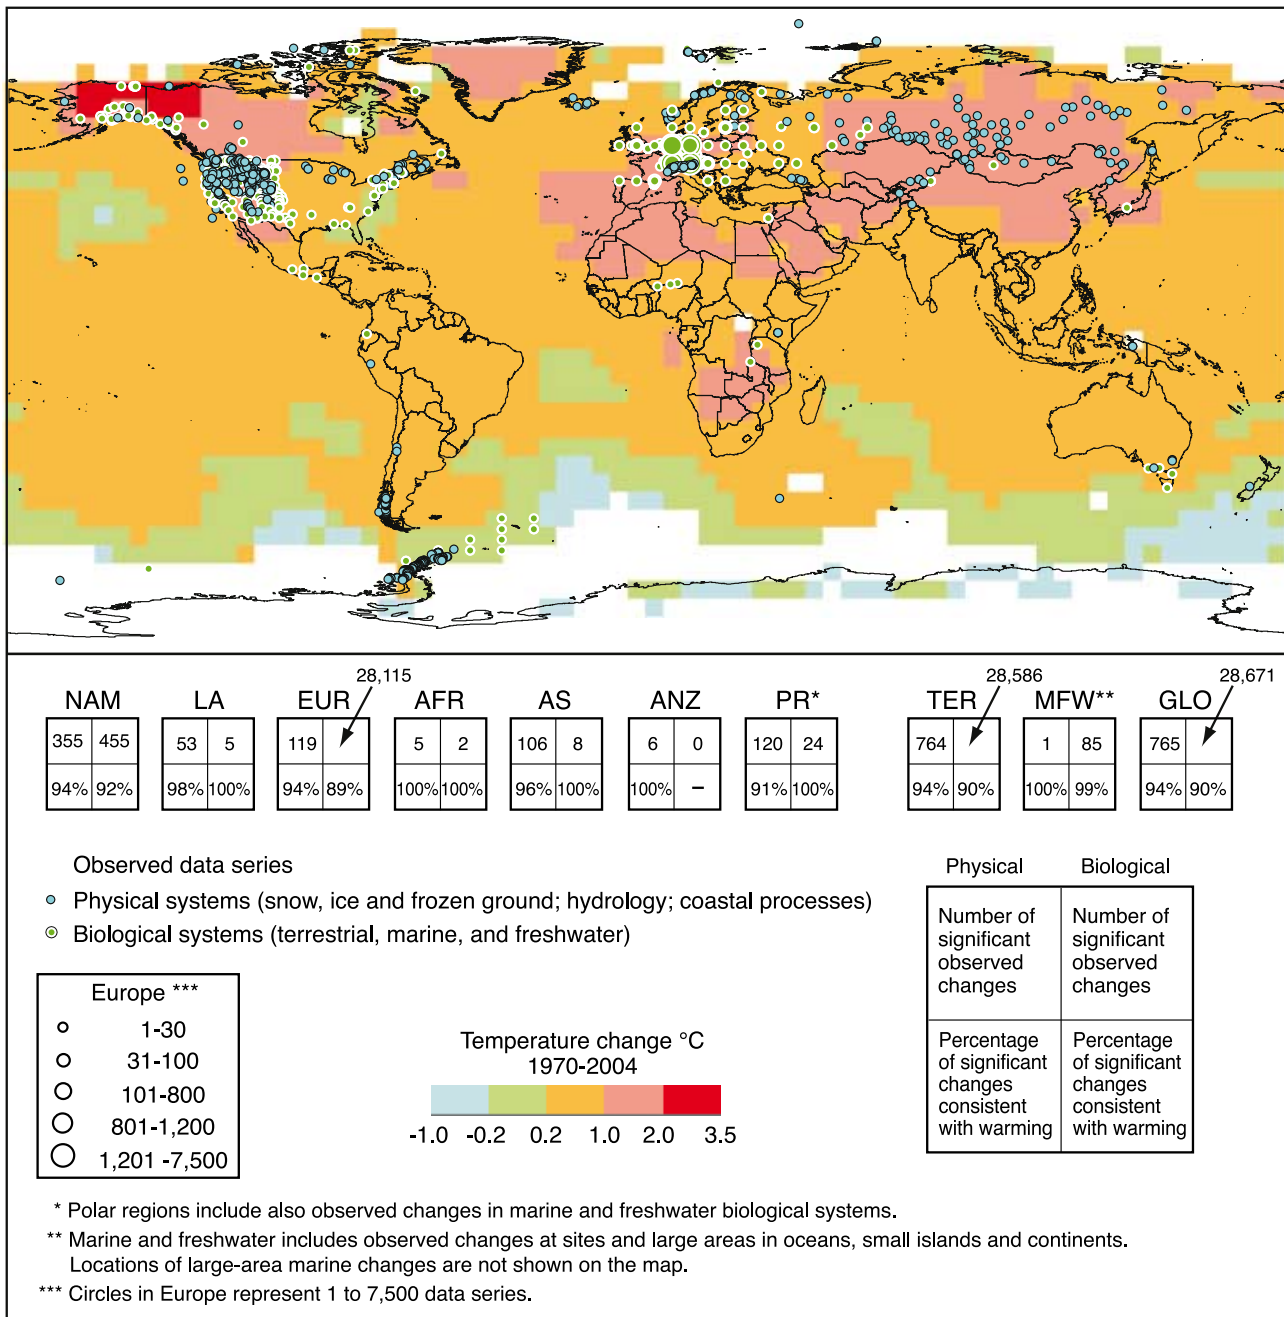 28,115
28,586
28,671
NAM LA EUR AFR AS ANZ PR* TER MFW** GLO
355 455 53 5 119 5 2 106 8 6 0 120 24 764 1 85 765
94% 92% 98% 100% 94% 89% 100% 100% 96% 100% 100% – 91% 100% 94% 90% 100% 99% 94% 90%
Observed data series
Physical systems (snow, ice and frozen ground; hydrology; coastal processes)
Biological systems (terrestrial, marine, and freshwater)
Europe ***
1-30
31-100
101-800
801-1,200
1,201 -7,500
Temperature change °C
1970-2004
-1.0 -0.2 0.2 1.0 2.0 3.5
Physical
Biological
Number of
significant
observed
changes
Number of
significant
observed
changes
Percentage
of significant
changes
consistent
with warming
Percentage
of significant
changes
consistent
with warming
* Polar regions include also observed changes in marine and freshwater biological systems.
** Marine and freshwater includes observed changes at sites and large areas in oceans, small islands and continents.
Locations of large-area marine changes are not shown on the map.
*** Circles in Europe represent 1 to 7,500 data series.